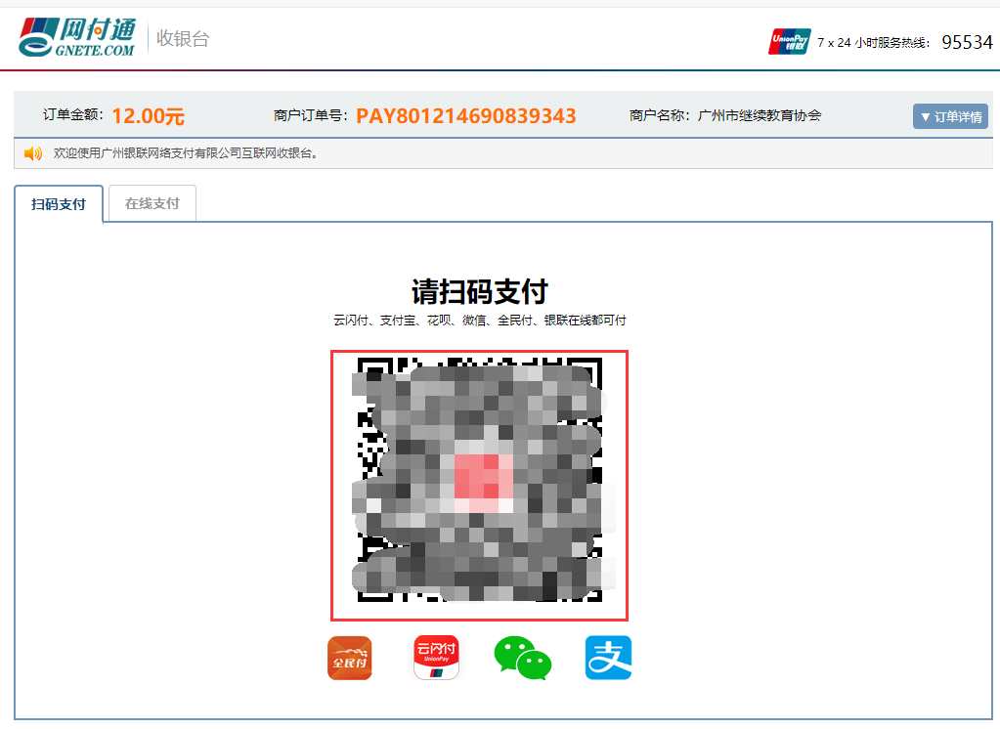 网付通
GNETE.COM
收银台
UnionPay
银联
7 x 24 小时服务热线： 95534
订单金额：12.00元 商户订单号：PAY801214690839343 商户名称：广州市继续教育协会 ▼订单详情
欢迎使用广州银联网络支付有限公司互联网收银台。
扫码支付 在线支付
请扫码支付
云闪付、支付宝、花呗、微信、全民付、银联在线都可付
全民付
云闪付
UnionPay
支